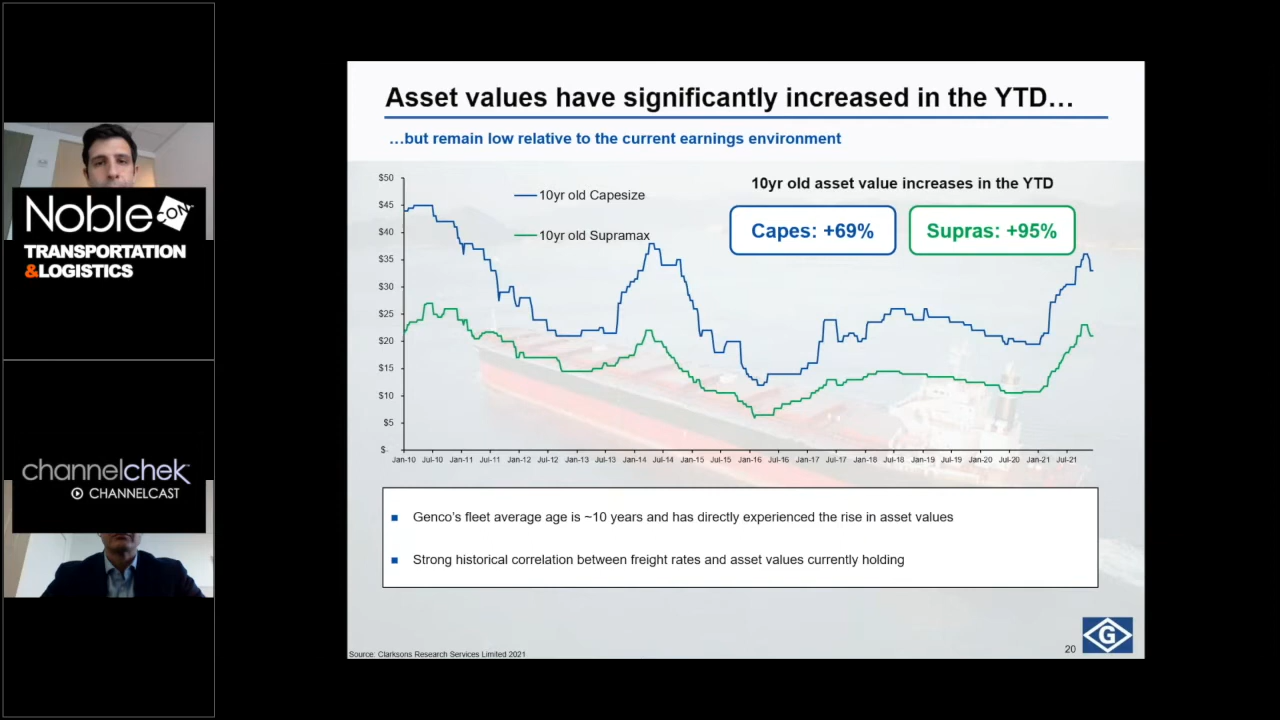 Asset values have significantly increased in the YTD…
…but remain low relative to the current earnings environment
10yr old asset value increases in the YTD
Capes: +69%
Supras: +95%
10yr old Capesize
10yr old Supramax
$50
$45
$40
$35
$30
$25
$20
$15
$10
$5
$-
Jan-10 Jul-10 Jan-11 Jul-11 Jan-12 Jul-12 Jan-13 Jul-13 Jan-14 Jul-14 Jan-15 Jul-15 Jan-16 Jul-16 Jan-17 Jul-17 Jan-18 Jul-18 Jan-19 Jul-19 Jan-20 Jul-20 Jan-21 Jul-21
Genco's fleet average age is ~10 years and has directly experienced the rise in asset values
Strong historical correlation between freight rates and asset values currently holding
G
20
Source: Clarksons Research Services Limited 2021
Noble ON
TRANSPORTATION
&LOGISTICS
channelchek
CHANNELCAST